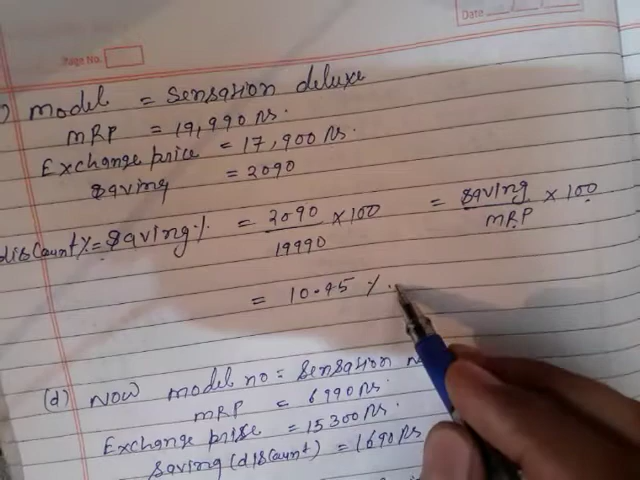 Date
Page No.
) Model = Sensation deluxe
MRP = 19,990 Rs.
Exchange price = 17,900 Rs.
Saving = 2090
discount % = Saving % = 2090 / 19990 × 100 = Saving / MRP × 100
= 10.45 %.
(d) Now model no = Sensation
MRP = 6990 Rs.
Exchange price = 15300 Rs.
Saving (discount) = 1690 Rs